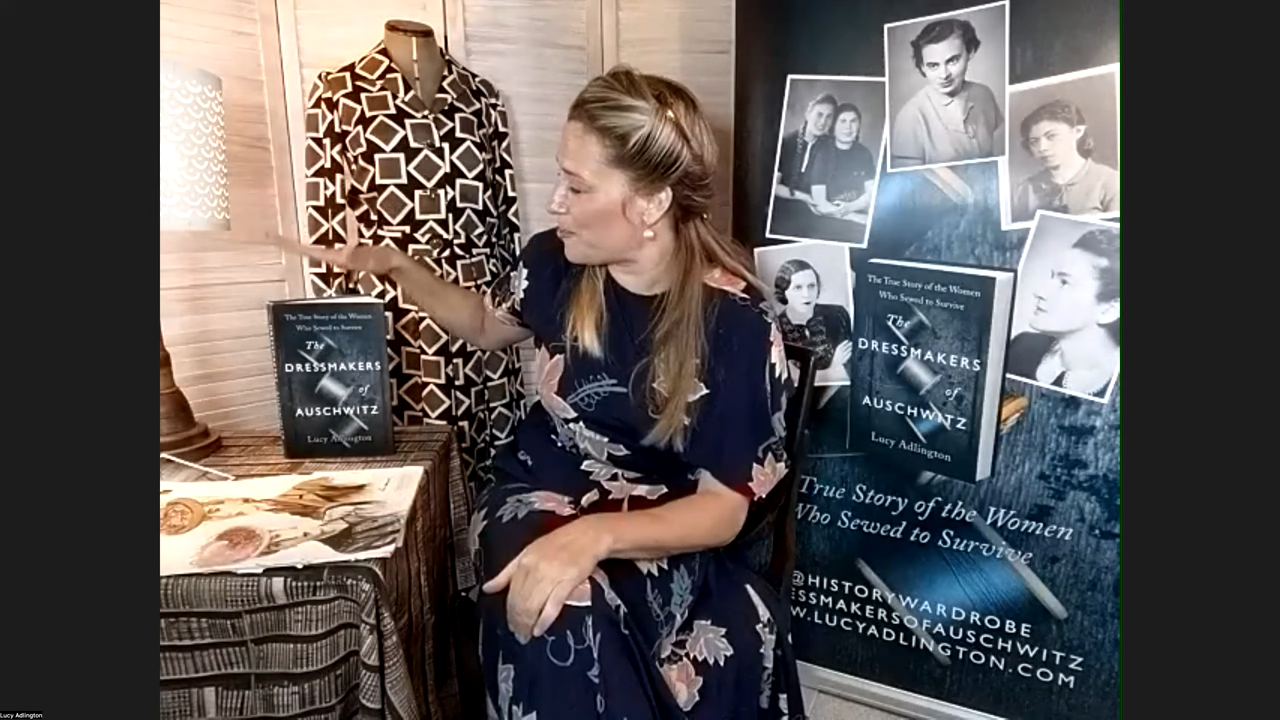 The True Story of the Women
Who Sewed to Survive
The
DRESSMAKERS
of
AUSCHWITZ
Lucy Adlington
The True Story of the Women
Who Sewed to Survive
The
DRESSMAKERS
of
AUSCHWITZ
Lucy Adlington
True Story of the Women
Who Sewed to Survive
@HISTORYWARDROBE
ESSMAKERSOFAUSCHWITZ
W.LUCYADLINGTON.COM
Lucy Adlington